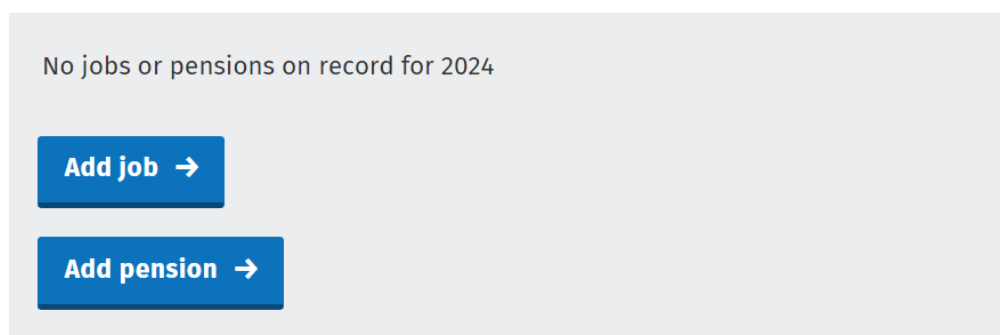 No jobs or pensions on record for 2024
Add job →
Add pension →